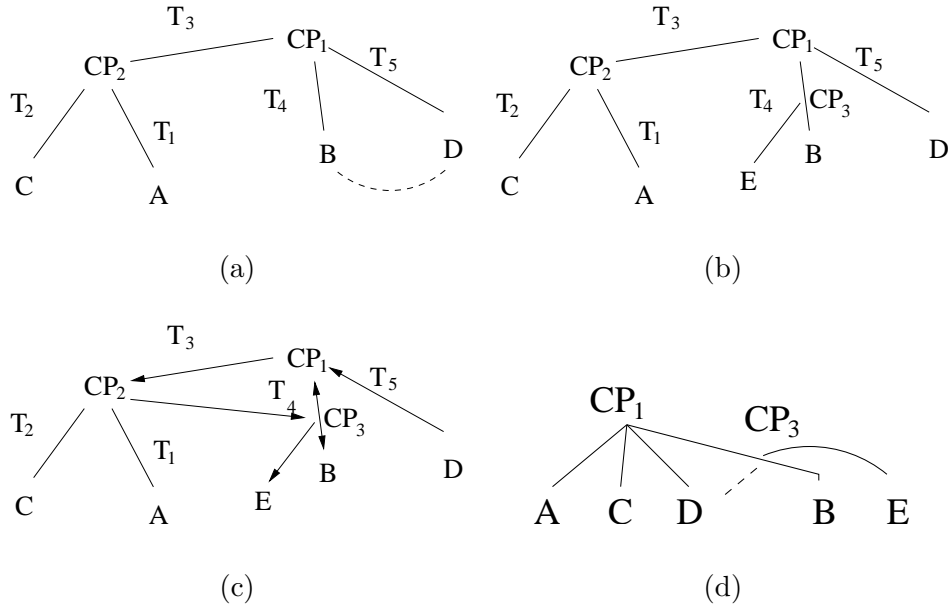 T3 CP1 T5
CP2
T2 T1 T4
B D
C A
(a)
T3 CP1 T5
CP2
T2 T1 T4 CP3
B D
C A E
(b)
T3 CP1 T5
CP2
T4 CP3
T2 T1
B D
C A E
(c)
CP1 CP3
A C D B E
(d)